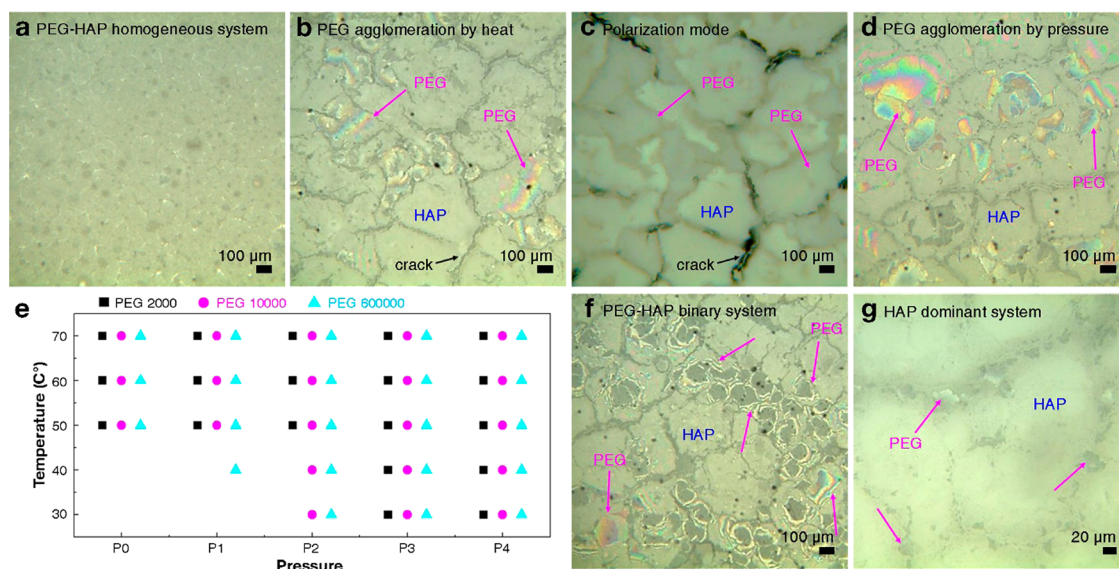 a PEG-HAP homogeneous system
b PEG agglomeration by heat
PEG
PEG
HAP
crack
100 μm
c Polarization mode
PEG
PEG
HAP
crack
100 μm
d PEG agglomeration by pressure
PEG
PEG
HAP
100 μm
100 μm
e
PEG 2000 PEG 10000 PEG 600000
Temperature (C°)
70
60
50
40
30
P0 P1 P2 P3 P4
Pressure
f PEG-HAP binary system
PEG
HAP
PEG
100 μm
g HAP dominant system
HAP
PEG
20 μm